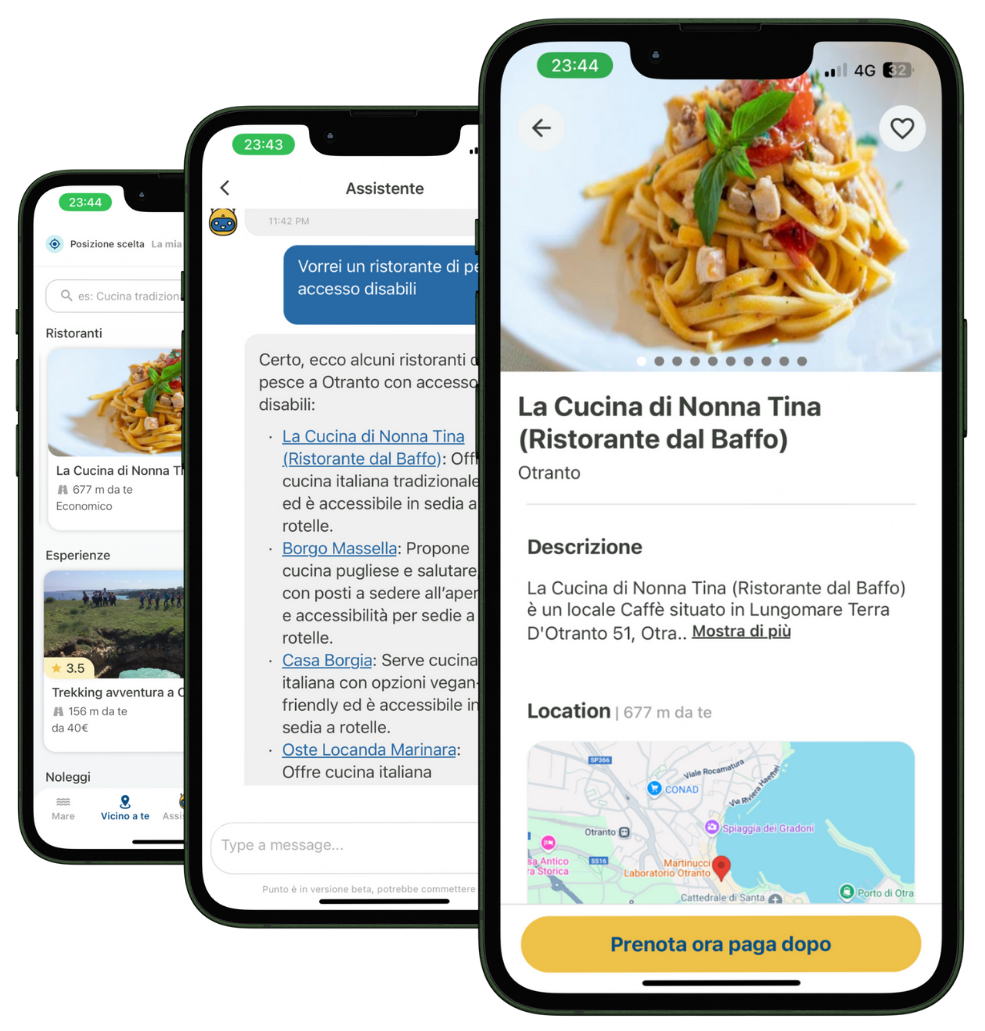 23:44
Posizione scelta La mia
es: Cucina tradizion
Ristoranti
La Cucina di Nonna T
677 m da te
Economico
Esperienze
3.5
Trekking avventura a
156 m da te
da 40€
Noleggi
Mare Vicino a te Assis
23:43
Assistente
11:42 PM
Vorrei un ristorante di pe
accesso disabili
Certo, ecco alcuni ristoranti d
pesce a Otranto con accesso
disabili:
· La Cucina di Nonna Tina
(Ristorante dal Baffo): Offr
cucina italiana tradizionale
ed è accessibile in sedia a
rotelle.
· Borgo Massella: Propone
cucina pugliese e salutare,
con posti a sedere all'aper
e accessibilità per sedie a
rotelle.
· Casa Borgia: Serve cucina
italiana con opzioni vegan-
friendly ed è accessibile in
sedia a rotelle.
· Oste Locanda Marinara:
Offre cucina italiana
Type a message...
Punto è in versione beta, potrebbe commettere
23:44 4G 32
La Cucina di Nonna Tina
(Ristorante dal Baffo)
Otranto
Descrizione
La Cucina di Nonna Tina (Ristorante dal Baffo)
è un locale Caffè situato in Lungomare Terra
D'Otranto 51, Otra.. Mostra di più
Location | 677 m da te
SP366
Viale Rocamatura
CONAD
Via Riviera Haethei
Otranto
Spiaggia dei Gradoni
sa Antico
ra Storica
SS16
Martinucci
Laboratorio Otranto
Porto di Otra
Cattedrale di Santa
Prenota ora paga dopo